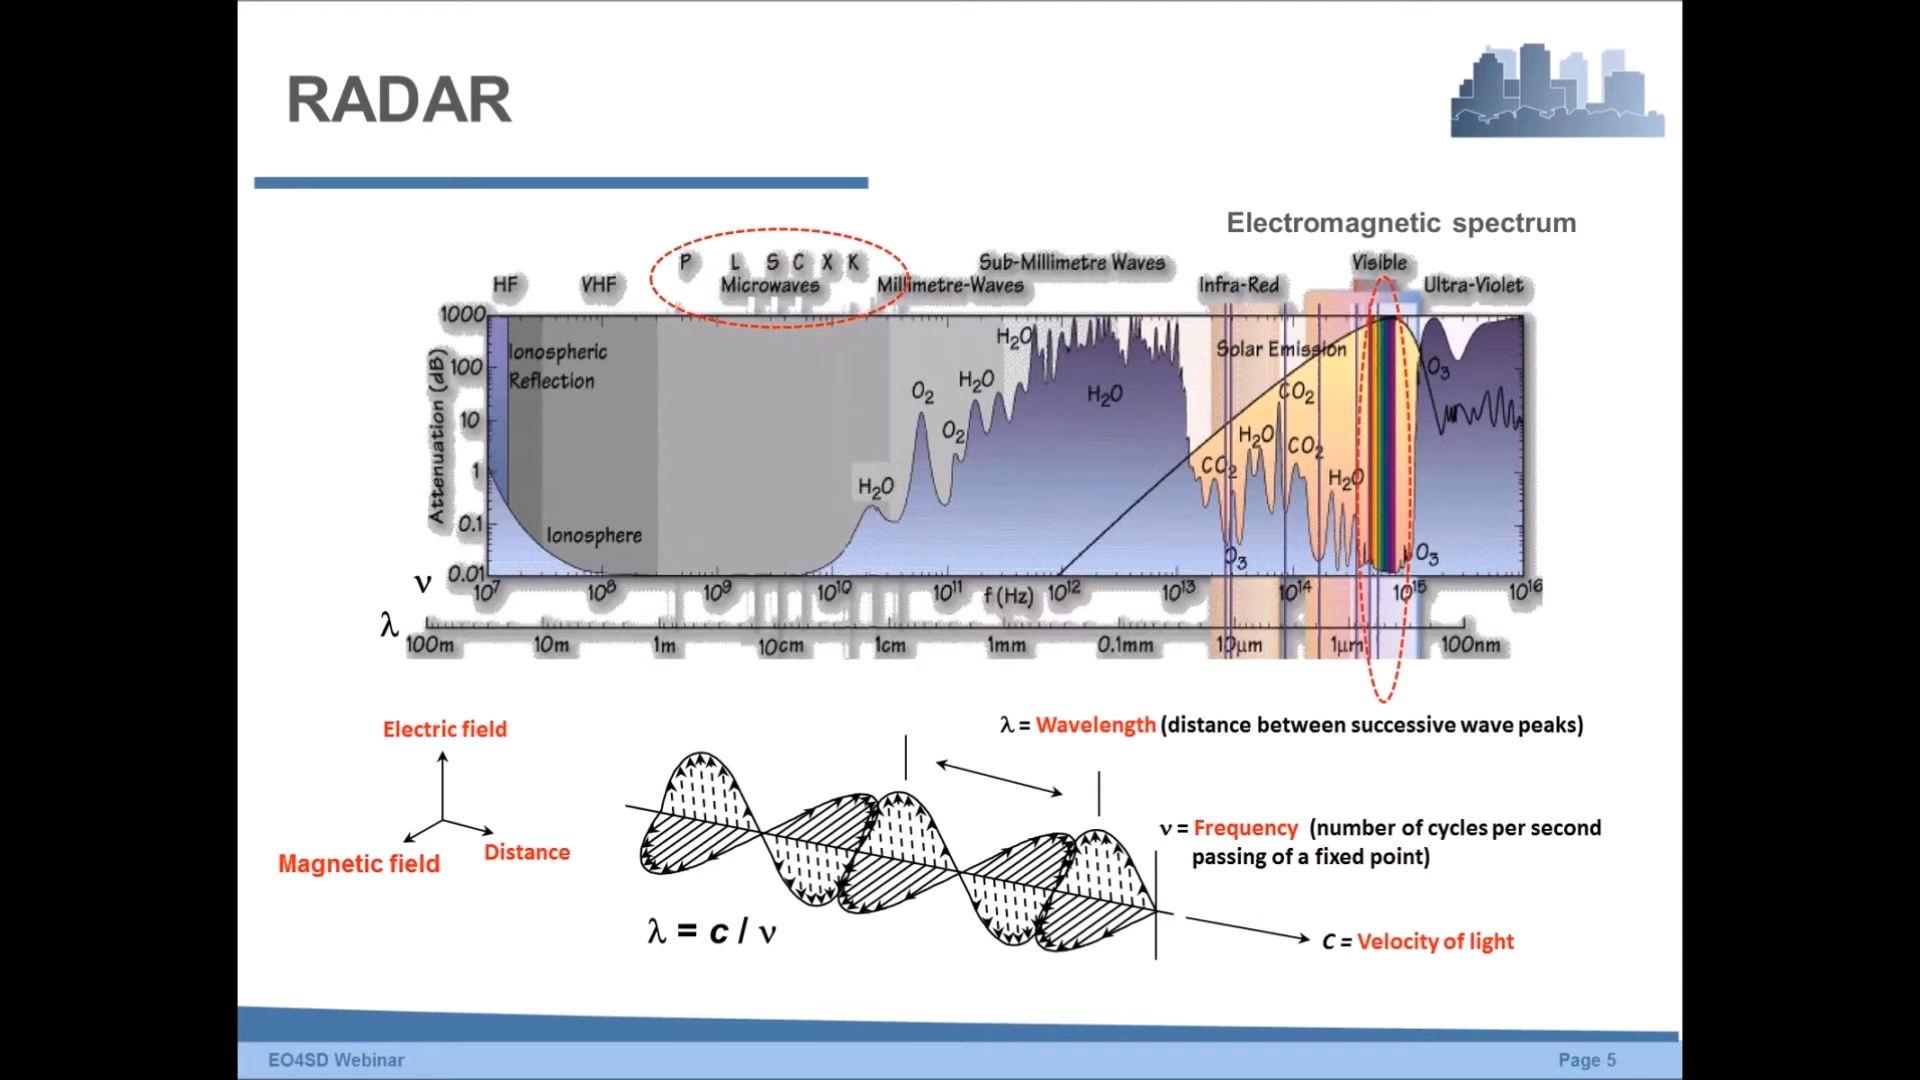 RADAR
Electromagnetic spectrum
P L S C X K
Sub-Millimetre Waves
Visible
HF VHF Microwaves Millimetre-Waves Infra-Red Ultra-Violet
Attenuation (dB)
1000
100
10
1
0.1
0.01
Ionospheric
Reflection
Ionosphere
H₂O
O₂
O₂
H₂O
H₂O
H₂O
Solar Emission
CO₂
H₂O
CO₂
CO₂
H₂O
O₃
O₃
O₃
ν
10⁷ 10⁸ 10⁹ 10¹⁰ 10¹¹ f (Hz) 10¹² 10¹³ 10¹⁴ 10¹⁵ 10¹⁶
λ
100m 10m 1m 10cm 1cm 1mm 0.1mm 10μm 1μm 100nm
Electric field
Magnetic field
Distance
λ = Wavelength (distance between successive wave peaks)
ν = Frequency (number of cycles per second
passing of a fixed point)
λ = c / ν
C = Velocity of light
EO4SD Webinar
Page 5